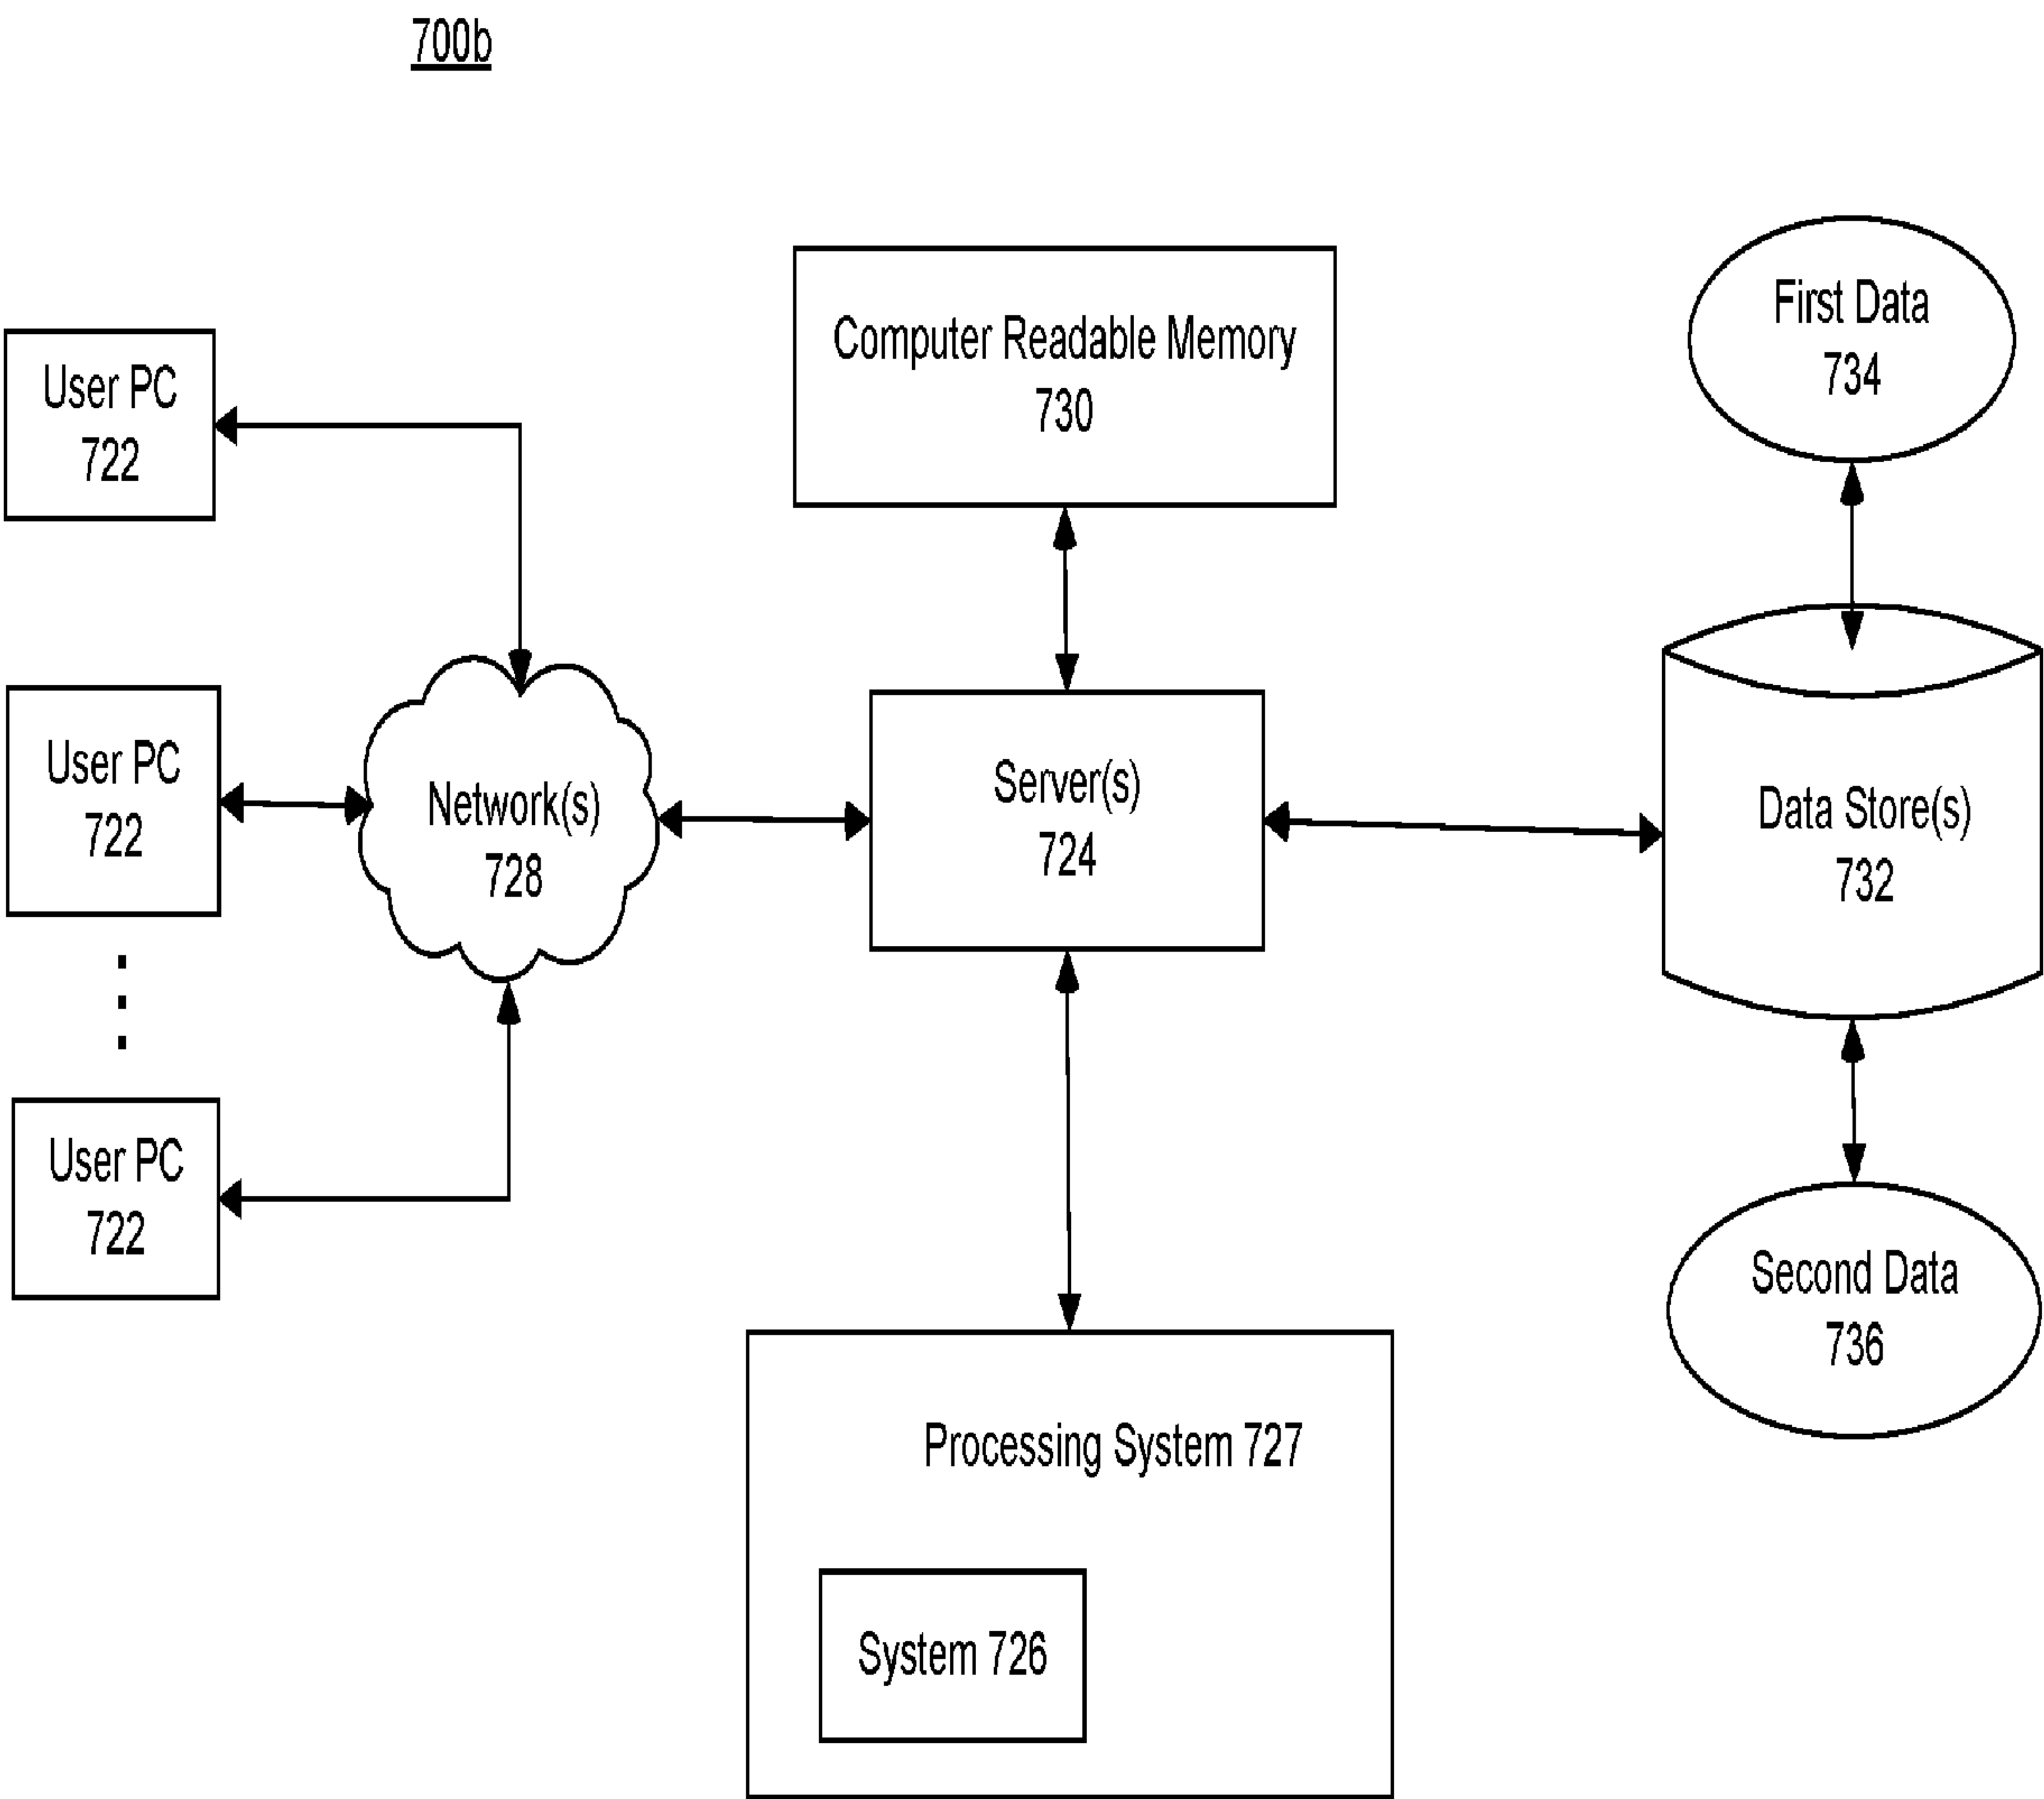 700b
User PC
722
User PC
722
User PC
722
Network(s)
728
Computer Readable Memory
730
Server(s)
724
Processing System 727
System 726
First Data
734
Data Store(s)
732
Second Data
736